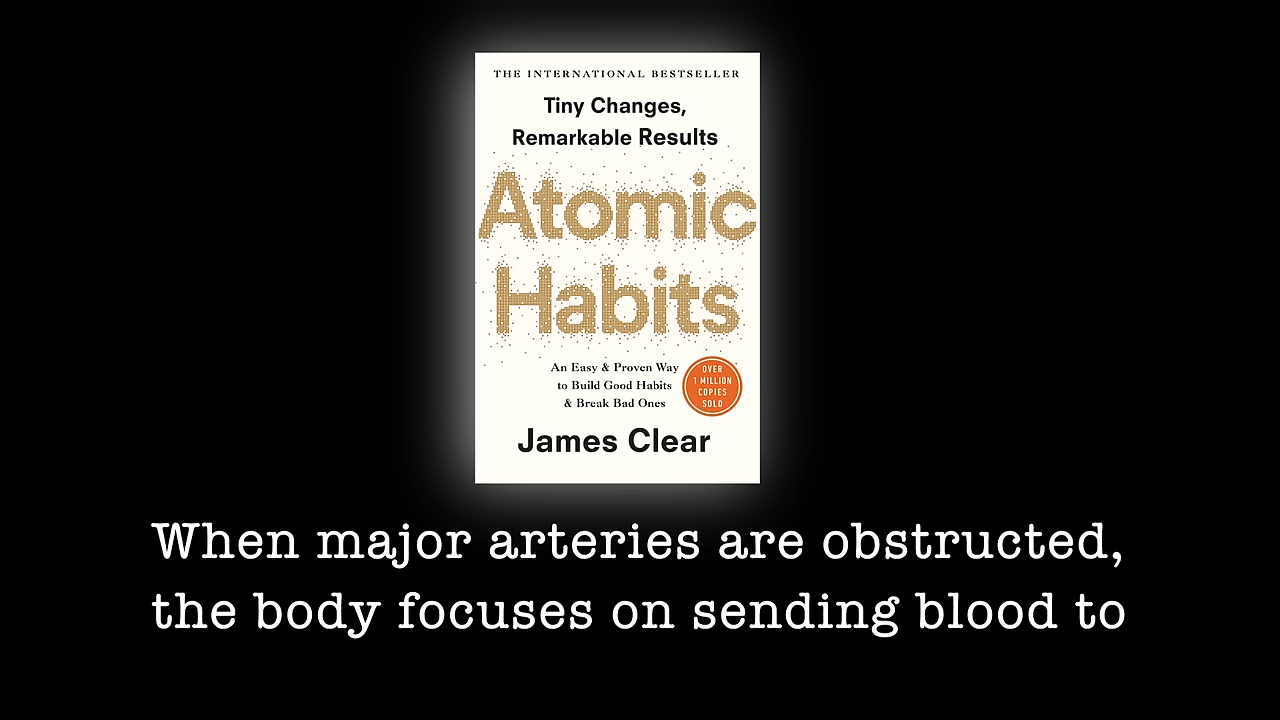 THE INTERNATIONAL BESTSELLER
Tiny Changes,
Remarkable Results
Atomic
Habits
An Easy & Proven Way
to Build Good Habits
& Break Bad Ones
OVER
1 MILLION
COPIES
SOLD
James Clear
When major arteries are obstructed,
the body focuses on sending blood to